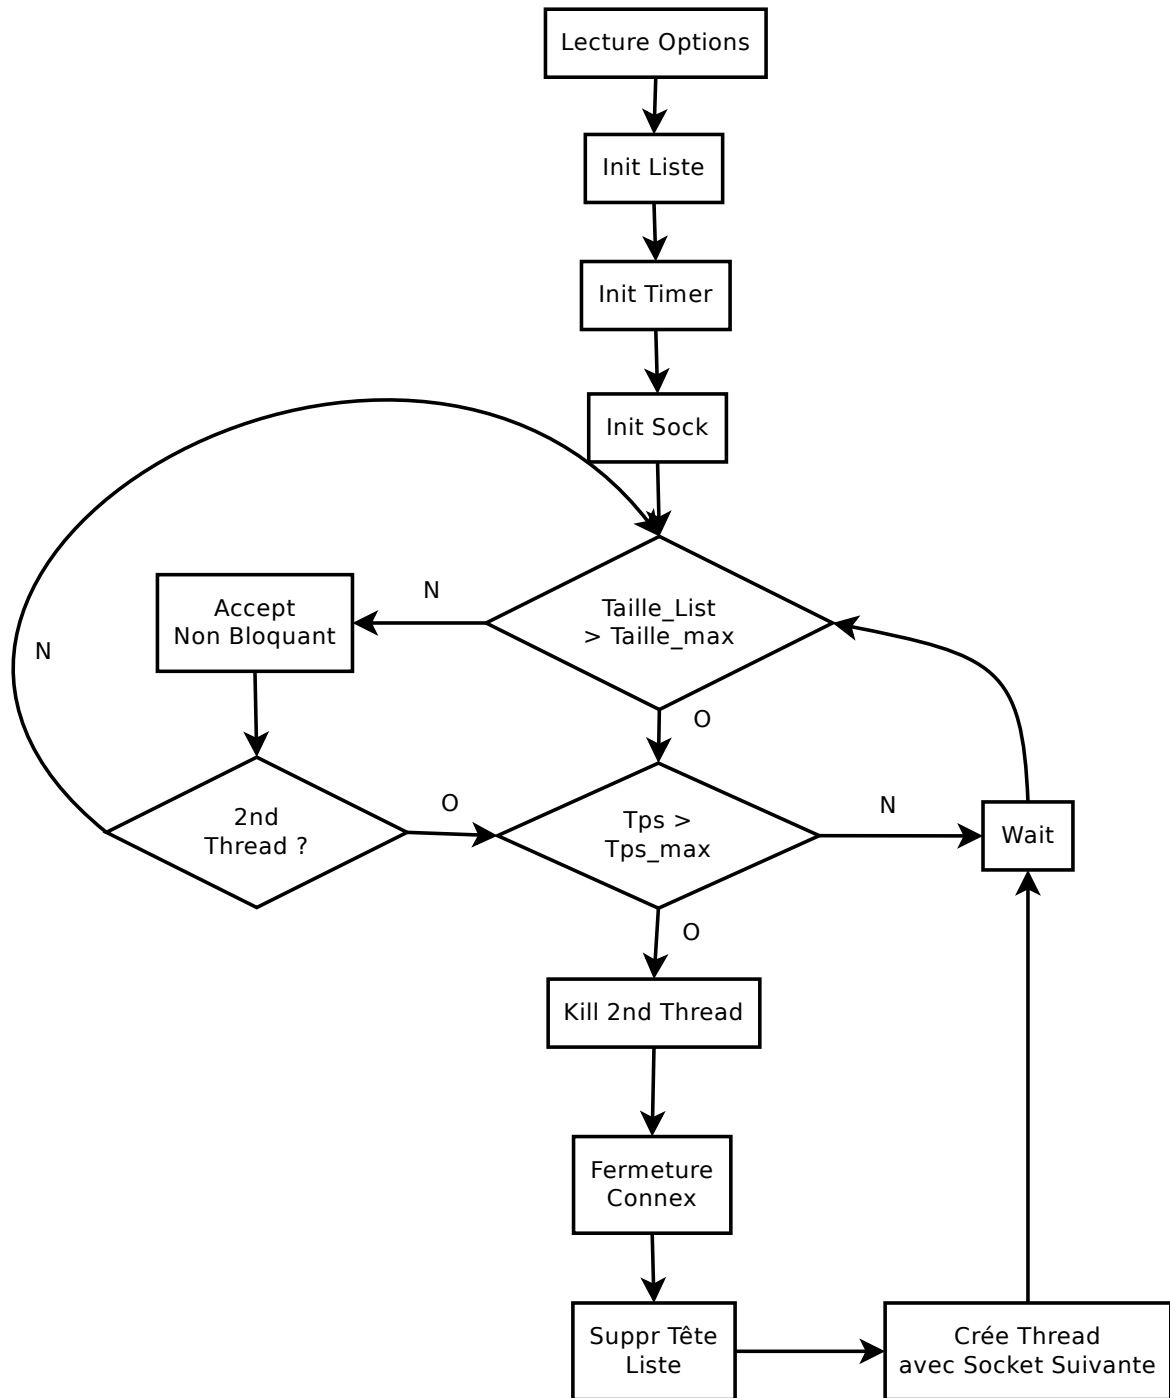 Lecture Options
Init Liste
Init Timer
Init Sock
N
Accept
Non Bloquant
Taille_List
> Taille_max
N
O
2nd
Thread ?
O
Tps >
Tps_max
N
Wait
O
Kill 2nd Thread
Fermeture
Connex
Suppr Tête
Liste
Crée Thread
avec Socket Suivante